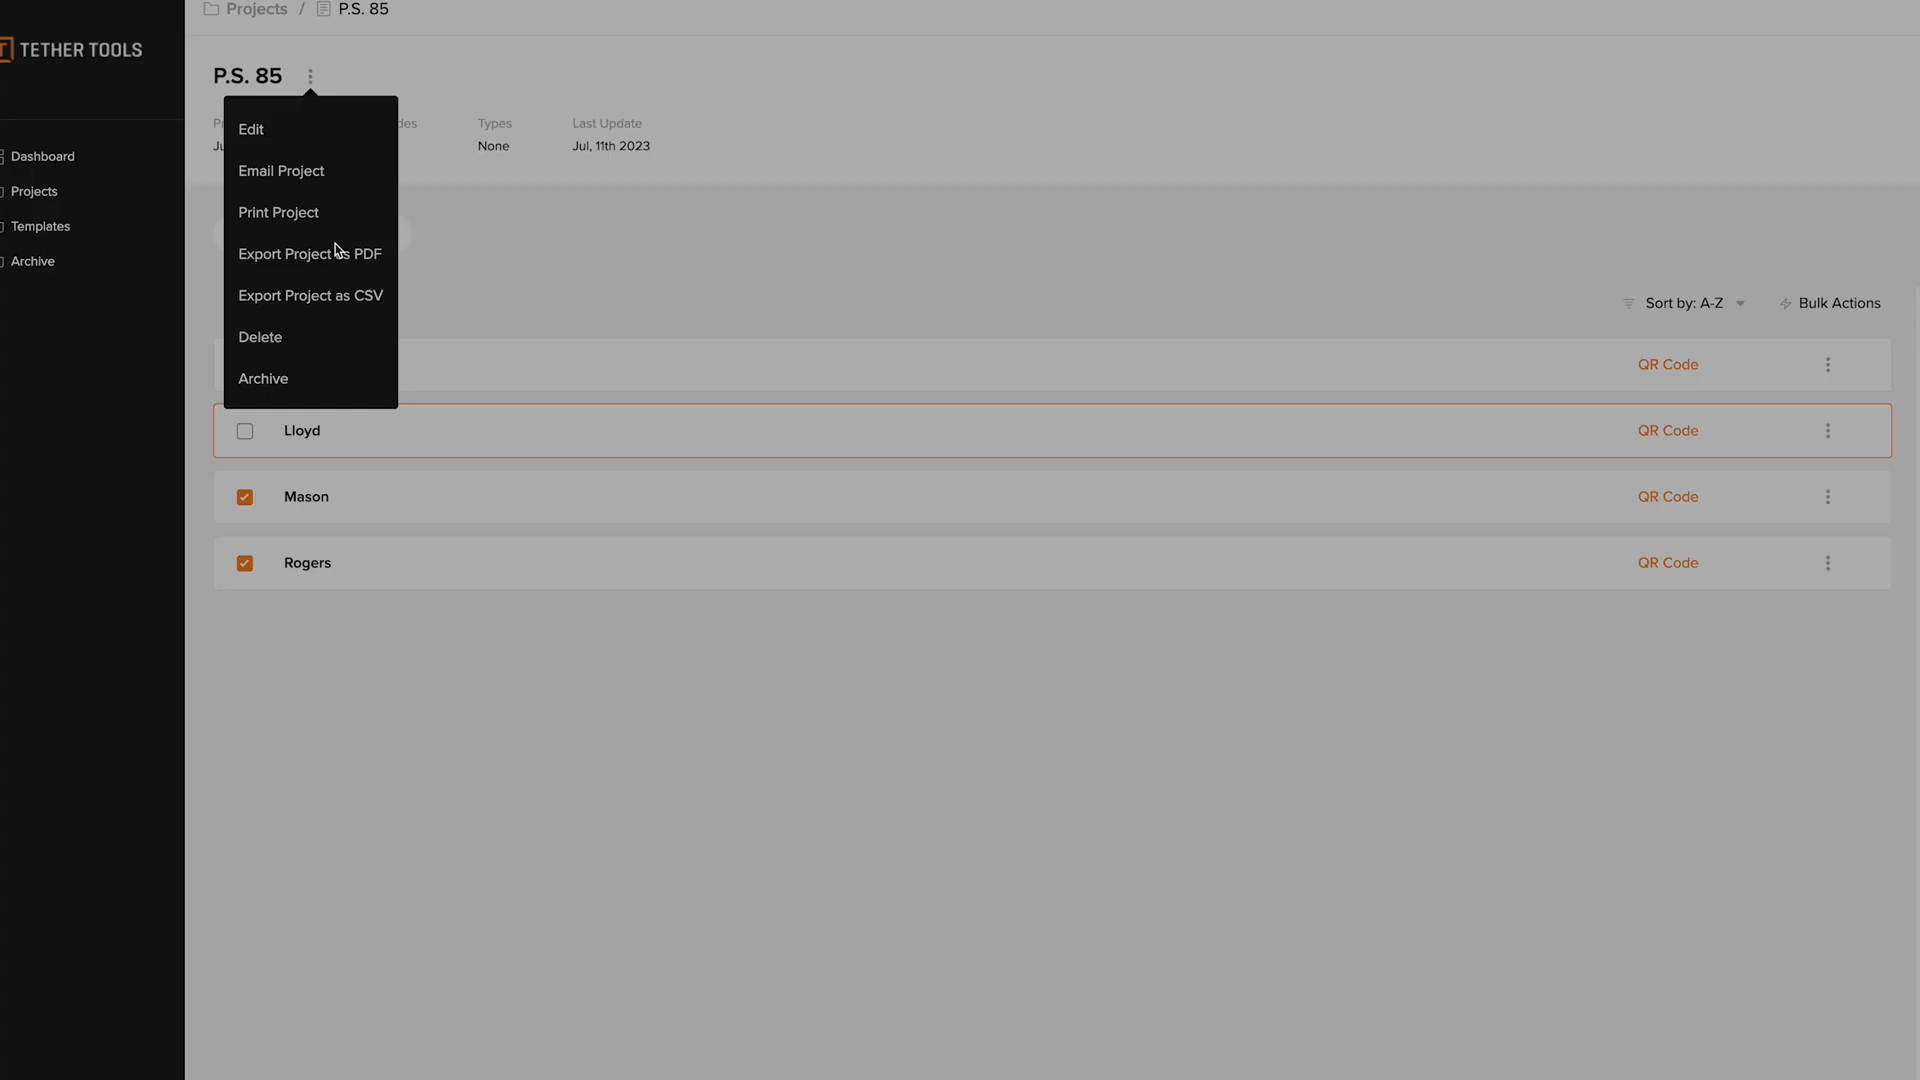 Projects / P.S. 85
TETHER TOOLS
P.S. 85
Types
Last Update
None
Jul, 11th 2023
Edit
Email Project
Print Project
Export Project as PDF
Export Project as CSV
Delete
Archive
Dashboard
Projects
Templates
Archive
Sort by: A-Z
Bulk Actions
QR Code
Lloyd
QR Code
Mason
QR Code
Rogers
QR Code